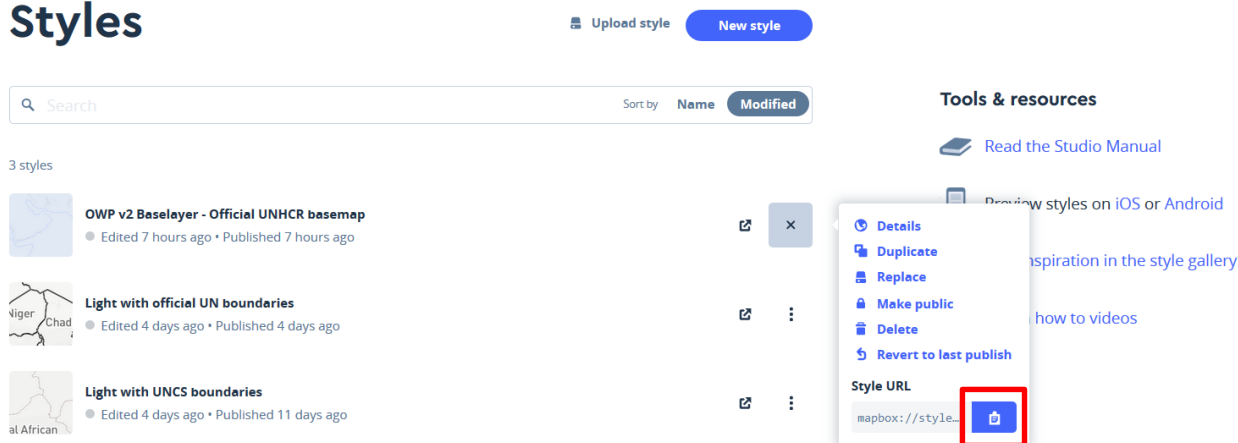 Styles
Upload style
New style
Search
Sort by Name Modified
3 styles
OWP v2 Baselayer - Official UNHCR basemap
Edited 7 hours ago • Published 7 hours ago
Niger
Chad
Light with official UN boundaries
Edited 4 days ago • Published 4 days ago
al African
Light with UNCS boundaries
Edited 4 days ago • Published 11 days ago
Details
Duplicate
Replace
Make public
Delete
Revert to last publish
Style URL
mapbox://style…
Tools & resources
Read the Studio Manual
Preview styles on iOS or Android
nspiration in the style gallery
how to videos